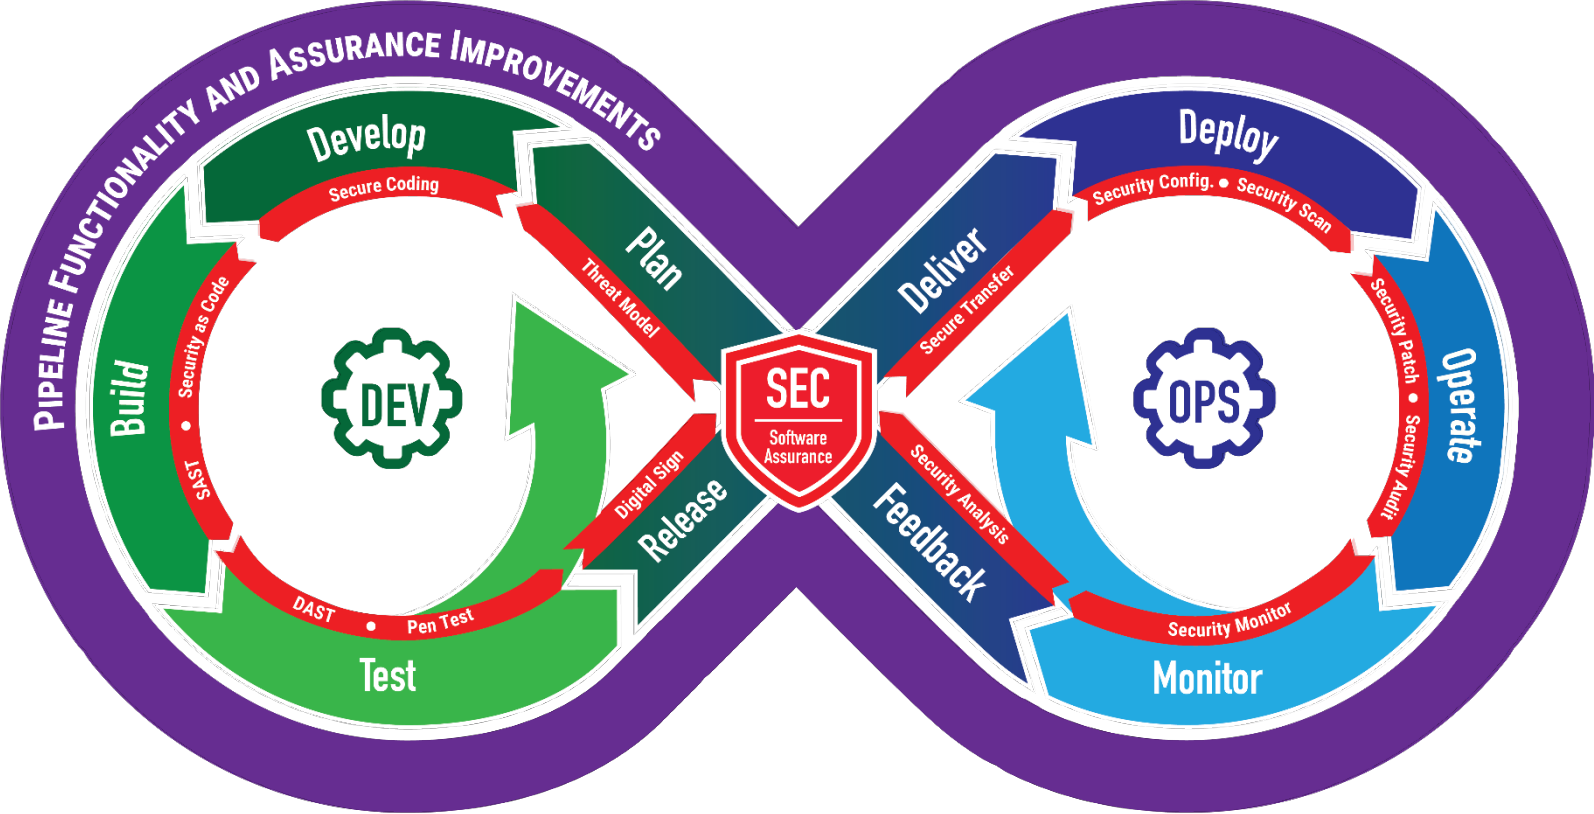 PIPELINE FUNCTIONALITY AND ASSURANCE IMPROVEMENTS
Develop
Secure Coding
Plan
Threat Model
Build
Security as Code
SAST
DEV
Test
DAST • Pen Test
Release
Digital Sign
SEC
Software
Assurance
Deliver
Secure Transfer
Deploy
Security Config. • Security Scan
Operate
Security Patch • Security Audit
OPS
Monitor
Security Monitor
Feedback
Security Analysis